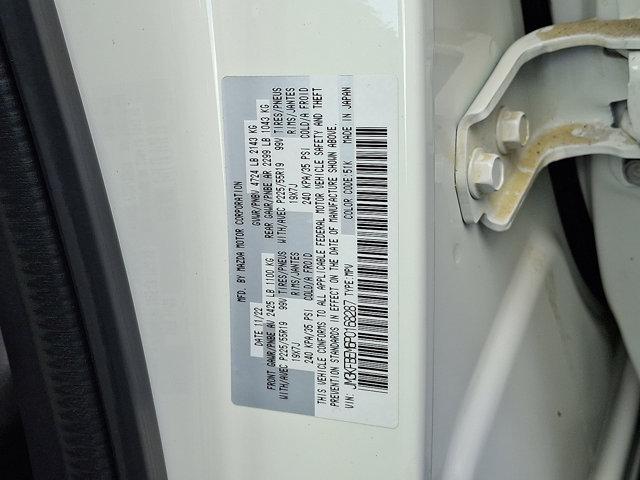 MFD. BY MAZDA MOTOR CORPORATION
DATE 11/22 GVWR/PNBV 4724 LB 2143 KG
FRONT GAWR/PNBE AV 2425 LB 1100 KG REAR GAWR/PNBE AR 2299 LB 1043 KG
WITH/AVEC P225/55R19 99V TIRES/PNEUS WITH/AVEC P225/55R19 99V TIRES/PNEUS
19X7J RIMS/JANTES 19X7J RIMS/JANTES
240 KPA/35 PSI COLD/A FROID 240 KPA/35 PSI COLD/A FROID
THIS VEHICLE CONFORMS TO ALL APPLICABLE FEDERAL MOTOR VEHICLE SAFETY AND THEFT
PREVENTION STANDARDS IN EFFECT ON THE DATE OF MANUFACTURE SHOWN ABOVE.
VIN: TYPE:MPV COLOR CODE:51K MADE IN JAPAN